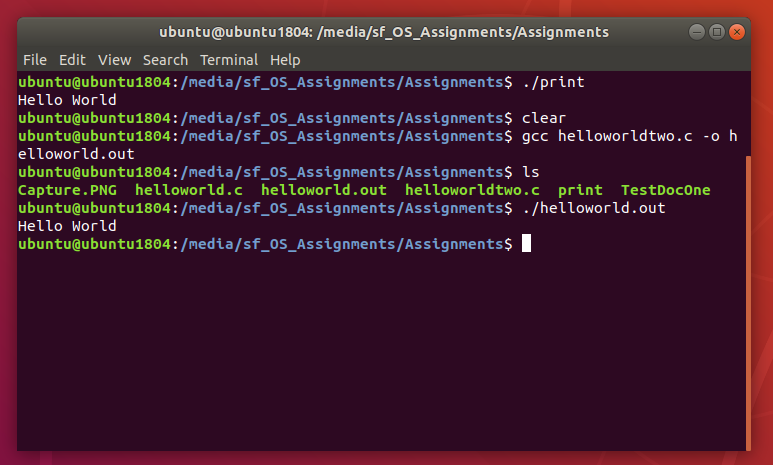 ubuntu@ubuntu1804: /media/sf_OS_Assignments/Assignments
File Edit View Search Terminal Help
ubuntu@ubuntu1804:/media/sf_OS_Assignments/Assignments$ ./print
Hello World
ubuntu@ubuntu1804:/media/sf_OS_Assignments/Assignments$ clear
ubuntu@ubuntu1804:/media/sf_OS_Assignments/Assignments$ gcc helloworldtwo.c -o h
elloworld.out
ubuntu@ubuntu1804:/media/sf_OS_Assignments/Assignments$ ls
Capture.PNG helloworld.c helloworld.out helloworldtwo.c print TestDocOne
ubuntu@ubuntu1804:/media/sf_OS_Assignments/Assignments$ ./helloworld.out
Hello World
ubuntu@ubuntu1804:/media/sf_OS_Assignments/Assignments$